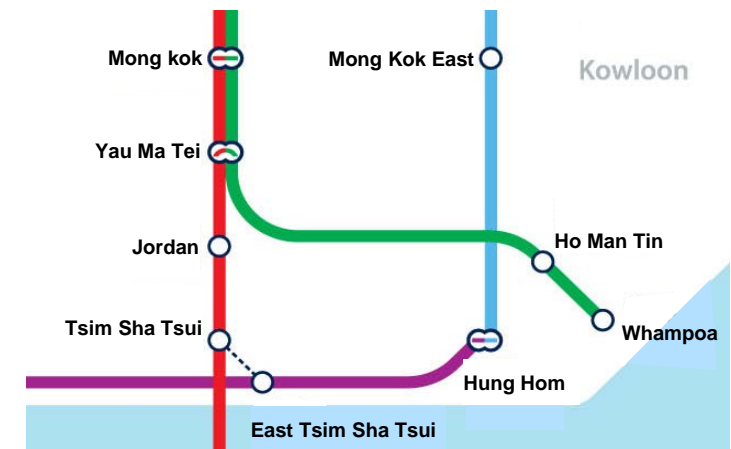 Mong kok
Mong Kok East
Kowloon
Yau Ma Tei
Jordan
Ho Man Tin
Tsim Sha Tsui
Whampoa
Hung Hom
East Tsim Sha Tsui